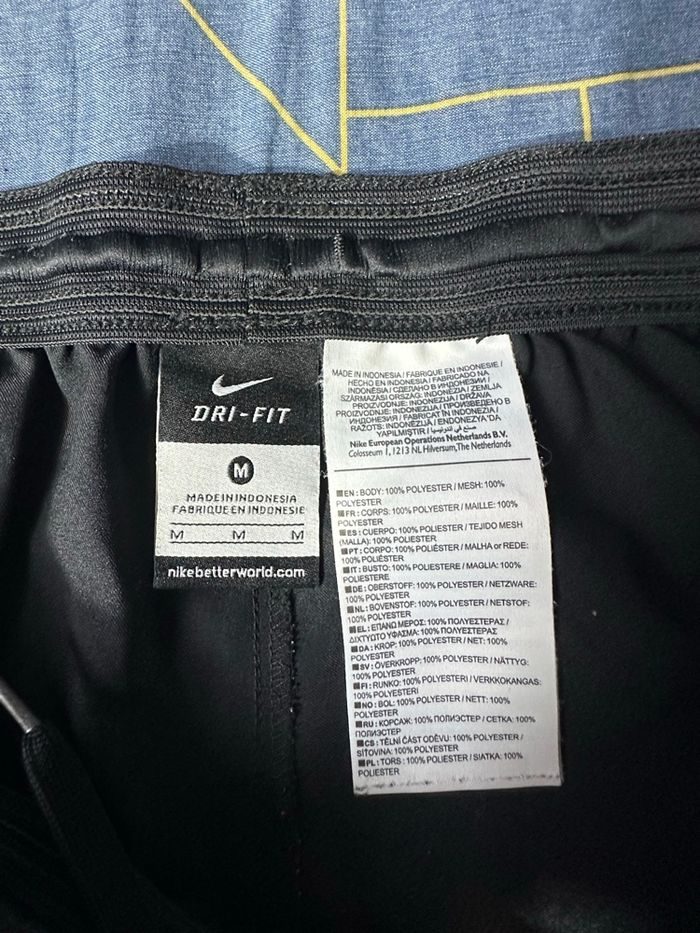 DRI-FIT
M
MADE IN INDONESIA
FABRIQUE EN INDONESIE
M M M
nikebetterworld.com
MADE IN INDONESIA / FABRIQUE EN INDONESIE /
HECHO EN INDONESIA / FABRICADO NA
INDONÉSIA / СДЕЛАНО В ИНДОНЕЗИИ /
SZÁRMAZÁSI ORSZÁG: INDONÉZIA / ZEMLJA
PROIZVODNJE: INDONEZIJA / DRŽAVA
PROIZVODNJE: INDONEZIJA / ПРОИЗВЕДЕНО В
ИНДОНЕЗИЯ / FABRICAT ÎN INDONEZIA /
RAŽOTS: INDONĒZIJĀ / ENDONEZYA'DA
YAPILMIŞTIR / صنع في اندونيسيا
Nike European Operations Netherlands B.V.
Colosseum 1, 1213 NL Hilversum, The Netherlands
EN: BODY: 100% POLYESTER / MESH: 100%
POLYESTER
FR: CORPS: 100% POLYESTER / MAILLE: 100%
POLYESTER
ES: CUERPO: 100% POLIESTER / TEJIDO MESH
(MALLA): 100% POLIESTER
PT: CORPO: 100% POLIÉSTER / MALHA or REDE:
100% POLIÉSTER
IT: BUSTO: 100% POLIESTERE / MAGLIA: 100%
POLIESTERE
DE: OBERSTOFF: 100% POLYESTER / NETZWARE:
100% POLYESTER
NL: BOVENSTOF: 100% POLYESTER / NETSTOF:
100% POLYESTER
EL: ΕΠΑΝΩ ΜΕΡΟΣ: 100% ΠΟΛΥΕΣΤΕΡΑΣ /
ΔΙΧΤΥΩΤΟ ΥΦΑΣΜΑ: 100% ΠΟΛΥΕΣΤΕΡΑΣ
DA: KROP: 100% POLYESTER / NET: 100%
POLYESTER
SV: ÖVERKROPP: 100% POLYESTER / NÄTTYG:
100% POLYESTER
FI: RUNKO: 100% POLYESTERI / VERKKOKANGAS:
100% POLYESTERI
NO: BOL: 100% POLYESTER / NETT: 100%
POLYESTER
RU: КОРСАЖ: 100% ПОЛИЭСТЕР / СЕТКА: 100%
ПОЛИЭСТЕР
CS: TĚLNÍ ČÁST ODĚVU: 100% POLYESTER /
SÍŤOVINA: 100% POLYESTER
PL: TORS: 100% POLIESTER / SIATKA: 100%
POLIESTER